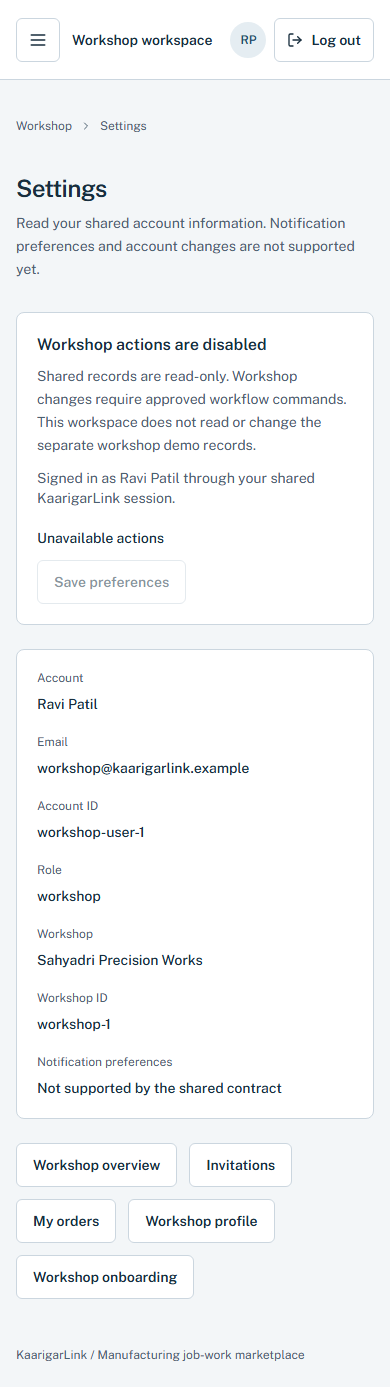 Workshop workspace
RP
Log out
Workshop
Settings
Settings
Read your shared account information. Notification
preferences and account changes are not supported
yet.
Workshop actions are disabled
Shared records are read-only. Workshop
changes require approved workflow commands.
This workspace does not read or change the
separate workshop demo records.
Signed in as Ravi Patil through your shared
KaarigarLink session.
Unavailable actions
Save preferences
Account
Ravi Patil
Email
workshop@kaarigarlink.example
Account ID
workshop-user-1
Role
workshop
Workshop
Sahyadri Precision Works
Workshop ID
workshop-1
Notification preferences
Not supported by the shared contract
Workshop overview
Invitations
My orders
Workshop profile
Workshop onboarding
KaarigarLink / Manufacturing job-work marketplace